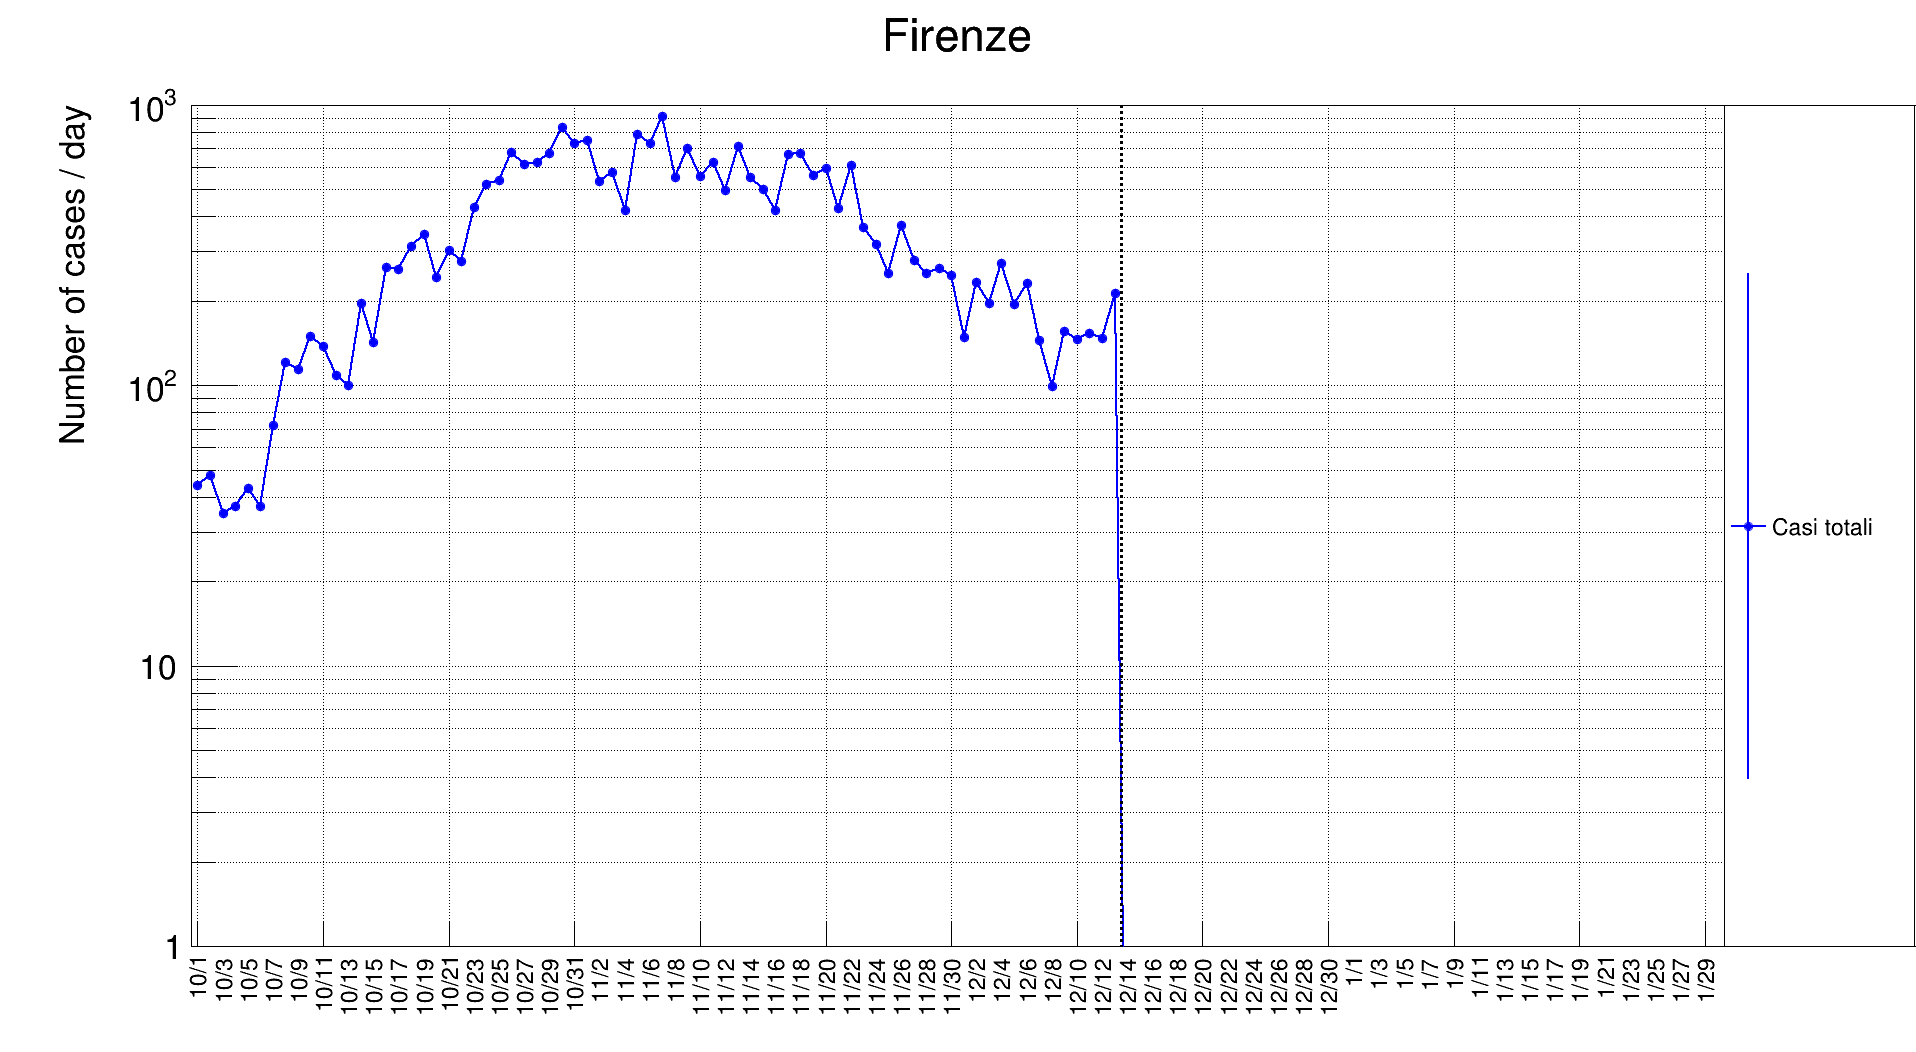 Firenze
Number of cases / day
10³
10²
10
1
10/1 10/3 10/5 10/7 10/9 10/11 10/13 10/15 10/17 10/19 10/21 10/23 10/25 10/27 10/29 10/31 11/2 11/4 11/6 11/8 11/10 11/12 11/14 11/16 11/18 11/20 11/22 11/24 11/26 11/28 11/30 12/2 12/4 12/6 12/8 12/10 12/12 12/14 12/16 12/18 12/20 12/22 12/24 12/26 12/28 12/30 1/1 1/3 1/5 1/7 1/9 1/11 1/13 1/15 1/17 1/19 1/21 1/23 1/25 1/27 1/29
Casi totali